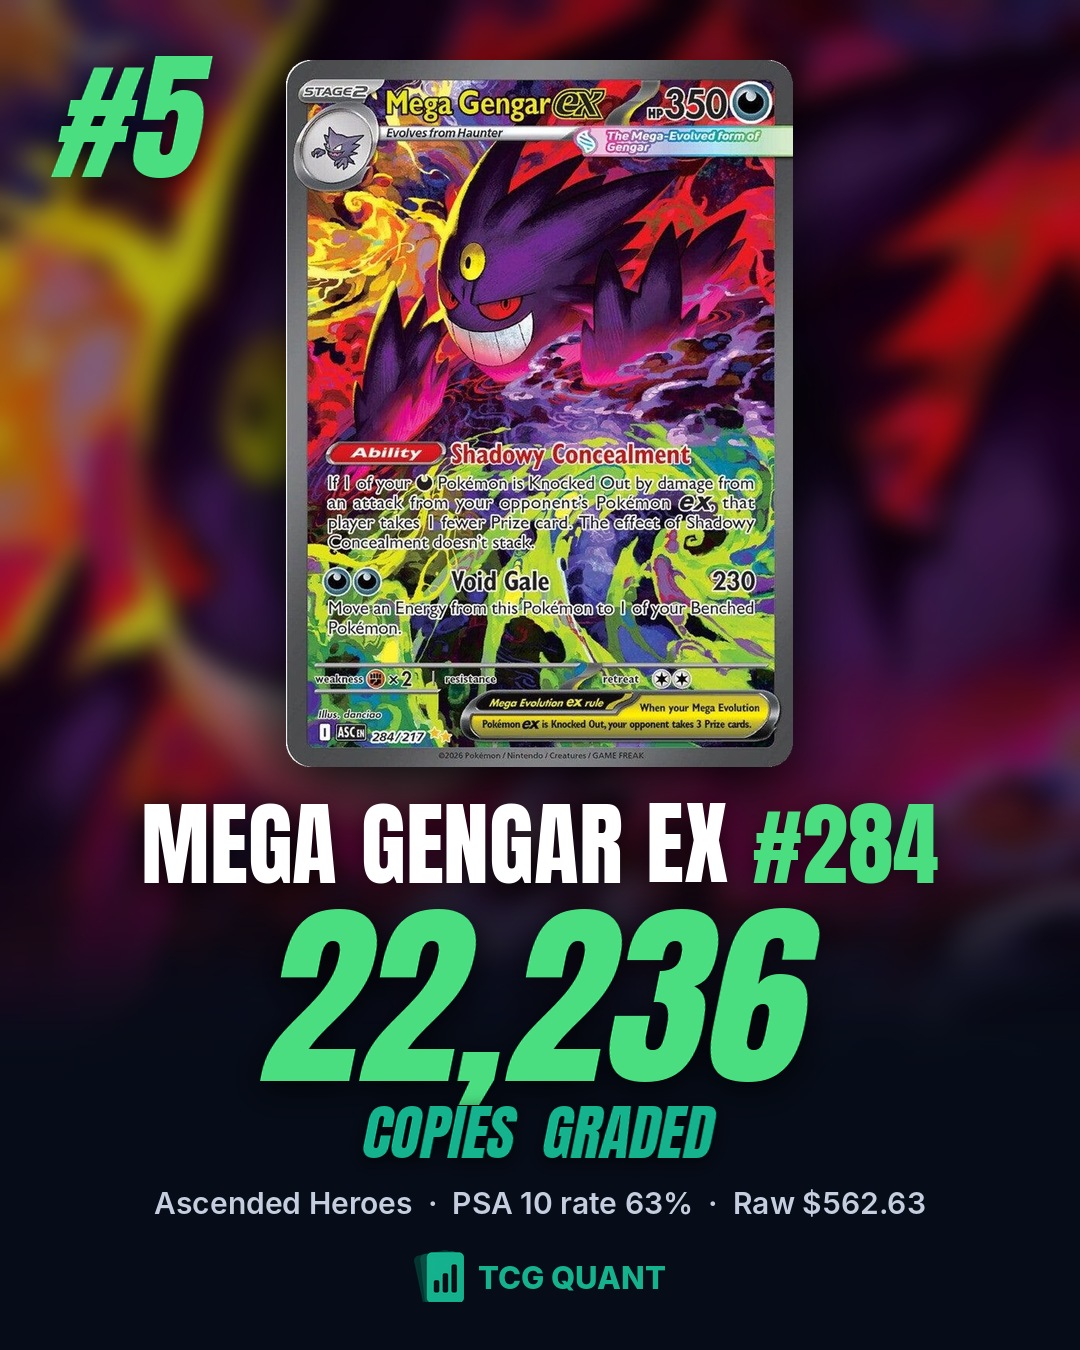 #5
STAGE2
Mega Gengar ex
HP 350
Evolves from Haunter
The Mega-Evolved form of
Gengar
Ability Shadowy Concealment
If 1 of your Pokémon is Knocked Out by damage from
an attack from your opponent's Pokémon ex, that
player takes 1 fewer Prize card. The effect of Shadowy
Concealment doesn't stack.
Void Gale 230
Move an Energy from this Pokémon to 1 of your Benched
Pokémon.
weakness ×2 resistance retreat
Mega Evolution ex rule When your Mega Evolution
Pokémon ex is Knocked Out, your opponent takes 3 Prize cards.
Illus. danciao
I ASC EN 284/217
©2026 Pokémon / Nintendo / Creatures / GAME FREAK
MEGA GENGAR EX #284
22,236
COPIES GRADED
Ascended Heroes · PSA 10 rate 63% · Raw $562.63
TCG QUANT